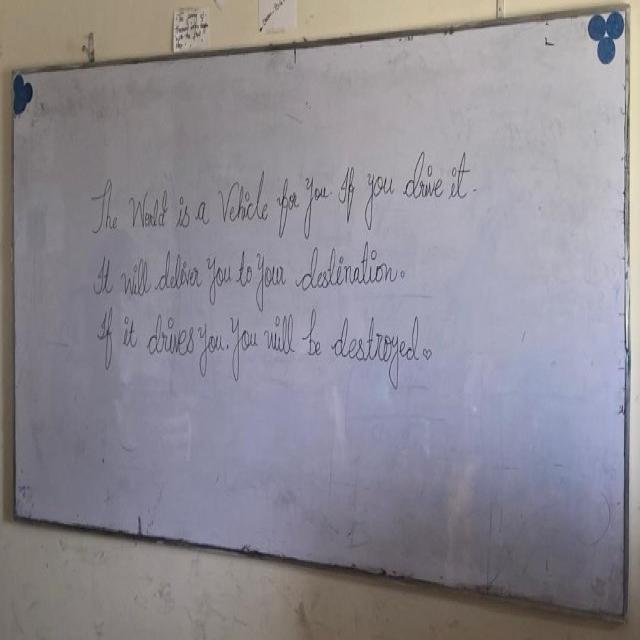 The World is a Vehicle for you. If you drive it.
It will deliver you to your destination.
If it drives you. You will be destroyed.